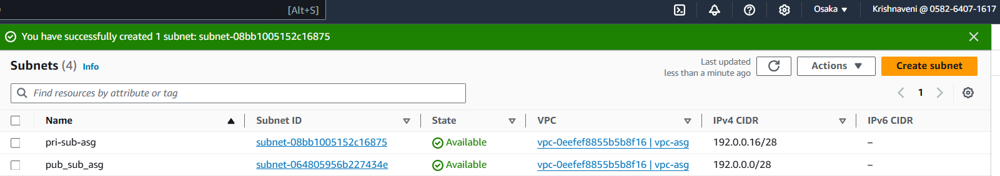 [Alt+S] Osaka Krishnaveni @ 0582-6407-1617
You have successfully created 1 subnet: subnet-08bb1005152c16875
Subnets (4) Info Last updated less than a minute ago Actions Create subnet
Find resources by attribute or tag 1
Name Subnet ID State VPC IPv4 CIDR IPv6 CIDR
pri-sub-asg subnet-08bb1005152c16875 Available vpc-0eefef8855b5b8f16 | vpc-asg 192.0.0.16/28 –
pub_sub_asg subnet-064805956b227434e Available vpc-0eefef8855b5b8f16 | vpc-asg 192.0.0.0/28 –